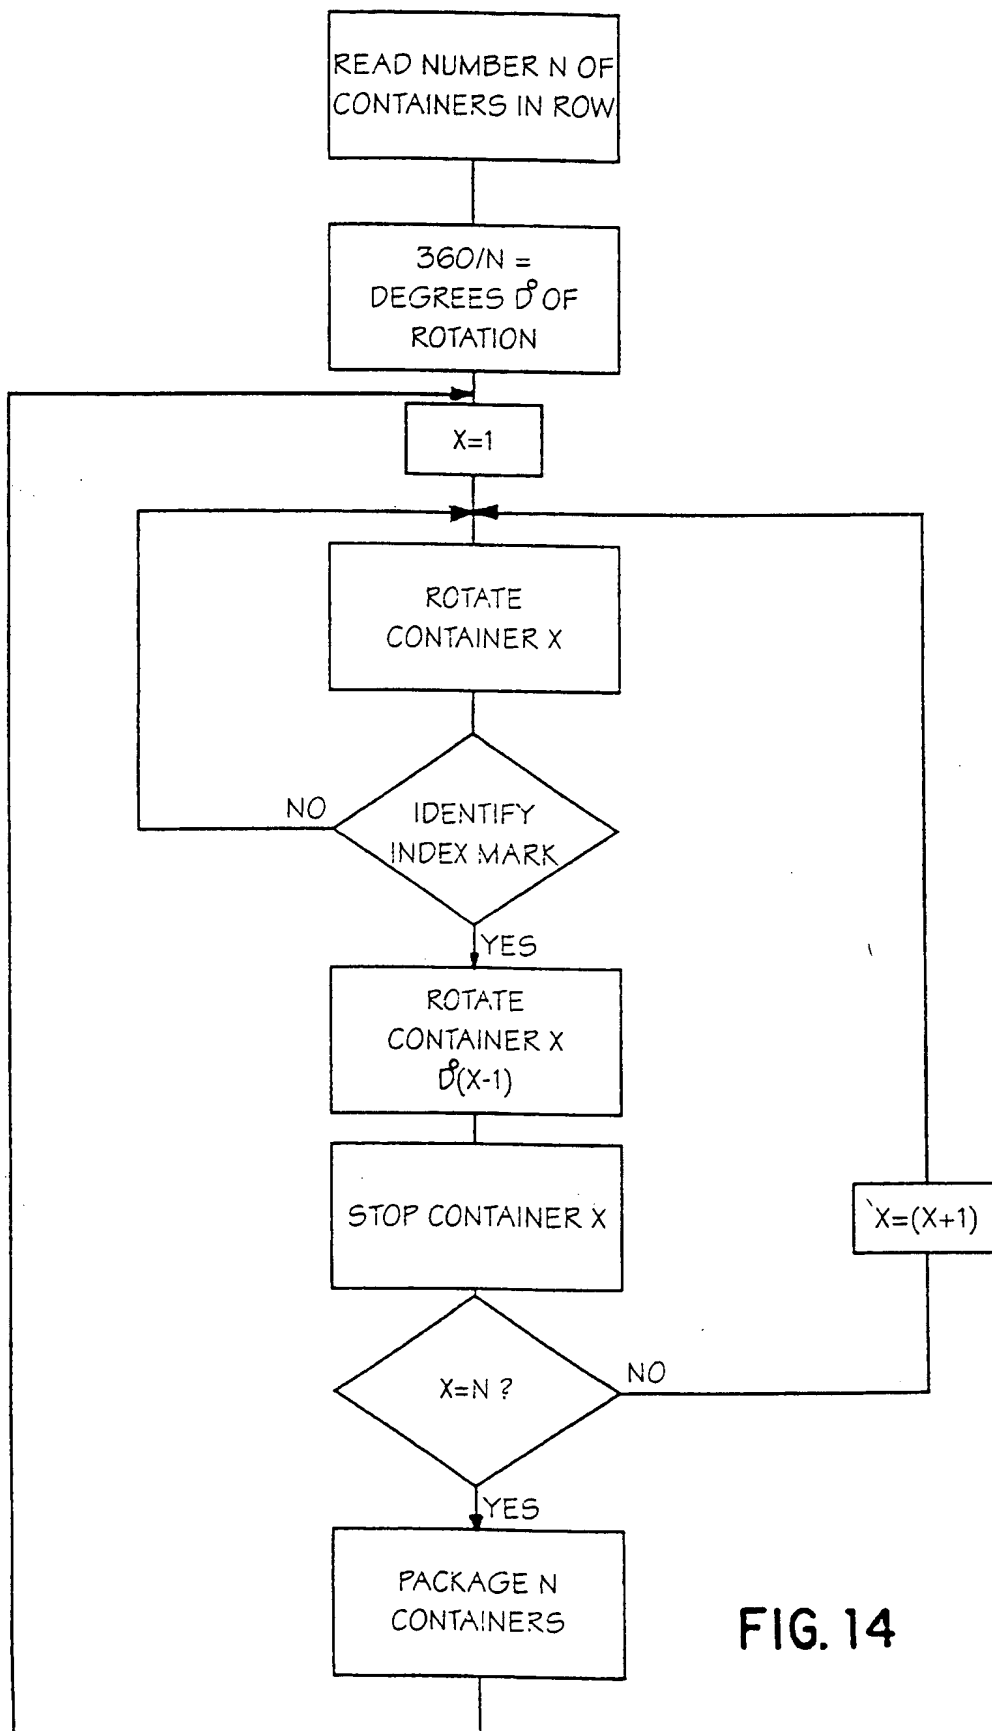 READ NUMBER N OF
CONTAINERS IN ROW
360/N =
DEGREES D° OF
ROTATION
X=1
ROTATE
CONTAINER X
NO
IDENTIFY
INDEX MARK
YES
ROTATE
CONTAINER X
D°(X-1)
STOP CONTAINER X
X=(X+1)
NO
X=N ?
YES
PACKAGE N
CONTAINERS
FIG. 14